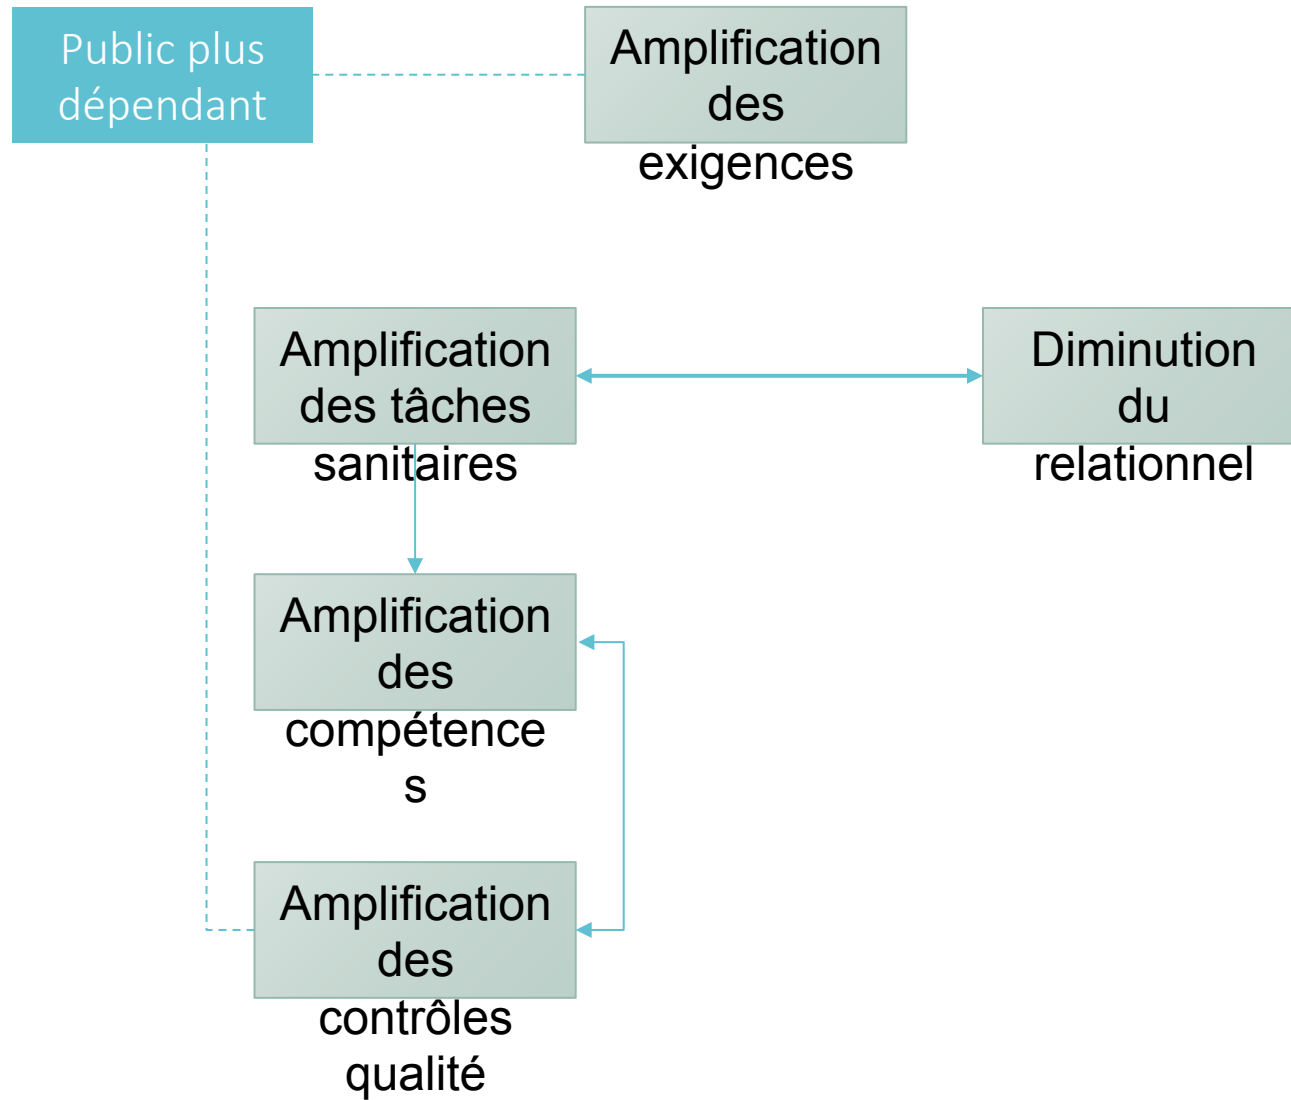 Public plus
dépendant
Amplification
des
exigences
Amplification
des tâches
sanitaires
Diminution
du
relationnel
Amplification
des
compétence
s
Amplification
des
contrôles
qualité